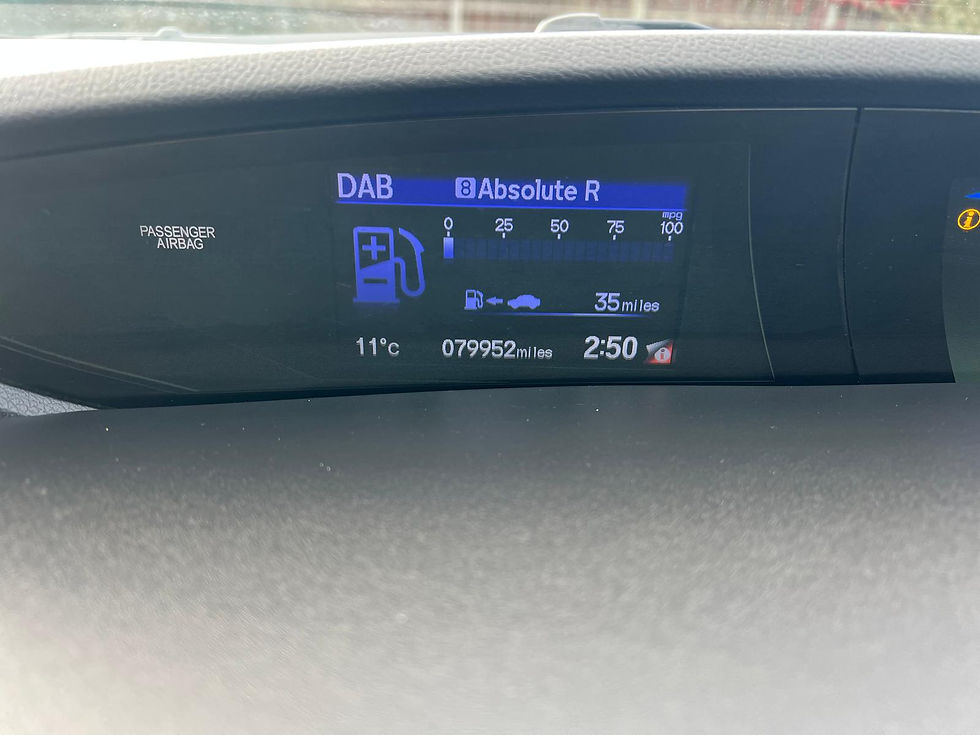 DAB 8 Absolute R
mpg
0 25 50 75 100
PASSENGER
AIRBAG
35 miles
11°c 079952 miles 2:50 i
i